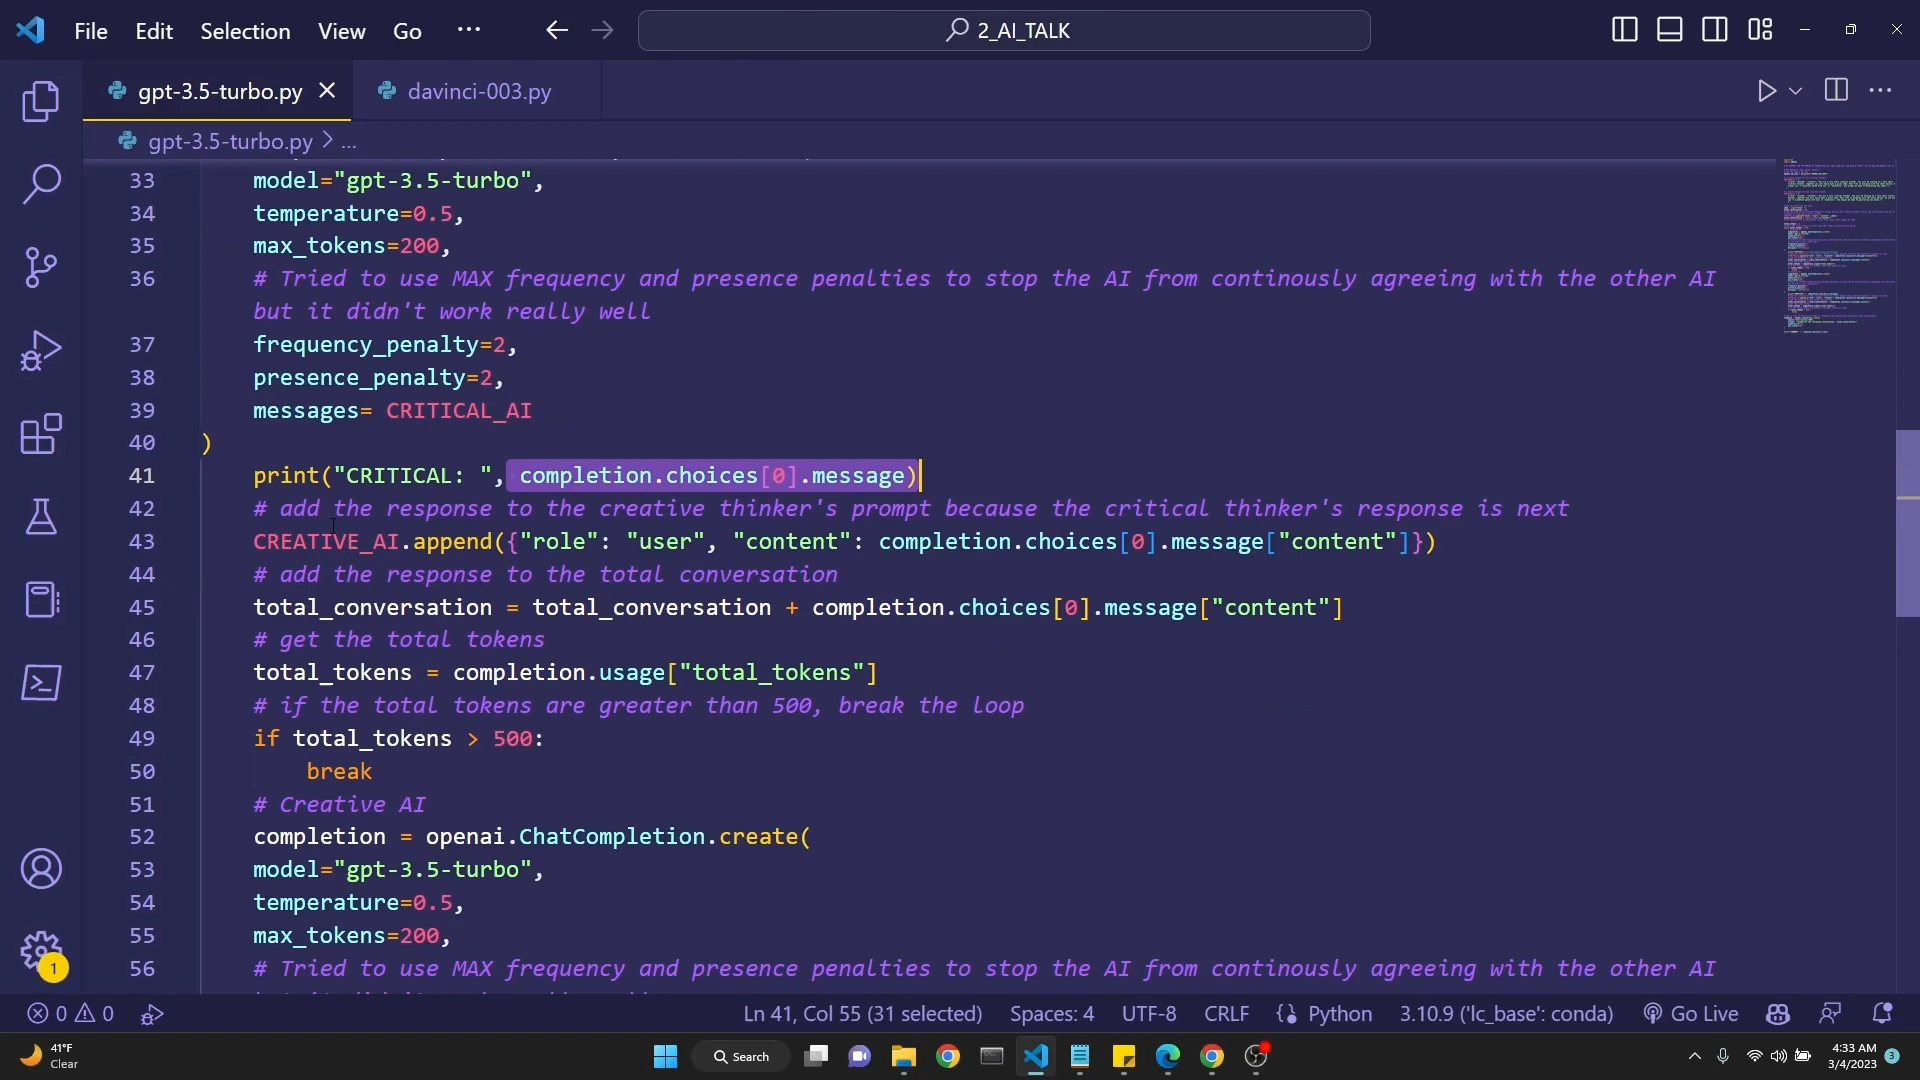 File Edit Selection View Go ··· 2_AI_TALK
gpt-3.5-turbo.py davinci-003.py
gpt-3.5-turbo.py > ...
33 model="gpt-3.5-turbo",
34 temperature=0.5,
35 max_tokens=200,
36 # Tried to use MAX frequency and presence penalties to stop the AI from continously agreeing with the other AI
but it didn't work really well
37 frequency_penalty=2,
38 presence_penalty=2,
39 messages= CRITICAL_AI
40 )
41 print("CRITICAL: ", completion.choices[0].message)
42 # add the response to the creative thinker's prompt because the critical thinker's response is next
43 CREATIVE_AI.append({"role": "user", "content": completion.choices[0].message["content"]})
44 # add the response to the total conversation
45 total_conversation = total_conversation + completion.choices[0].message["content"]
46 # get the total tokens
47 total_tokens = completion.usage["total_tokens"]
48 # if the total tokens are greater than 500, break the loop
49 if total_tokens > 500:
50 break
51 # Creative AI
52 completion = openai.ChatCompletion.create(
53 model="gpt-3.5-turbo",
54 temperature=0.5,
55 max_tokens=200,
56 # Tried to use MAX frequency and presence penalties to stop the AI from continously agreeing with the other AI
1
0 0 Ln 41, Col 55 (31 selected) Spaces: 4 UTF-8 CRLF Python 3.10.9 ('lc_base': conda) Go Live
41°F
Clear
Search
4:33 AM
3/4/2023
3